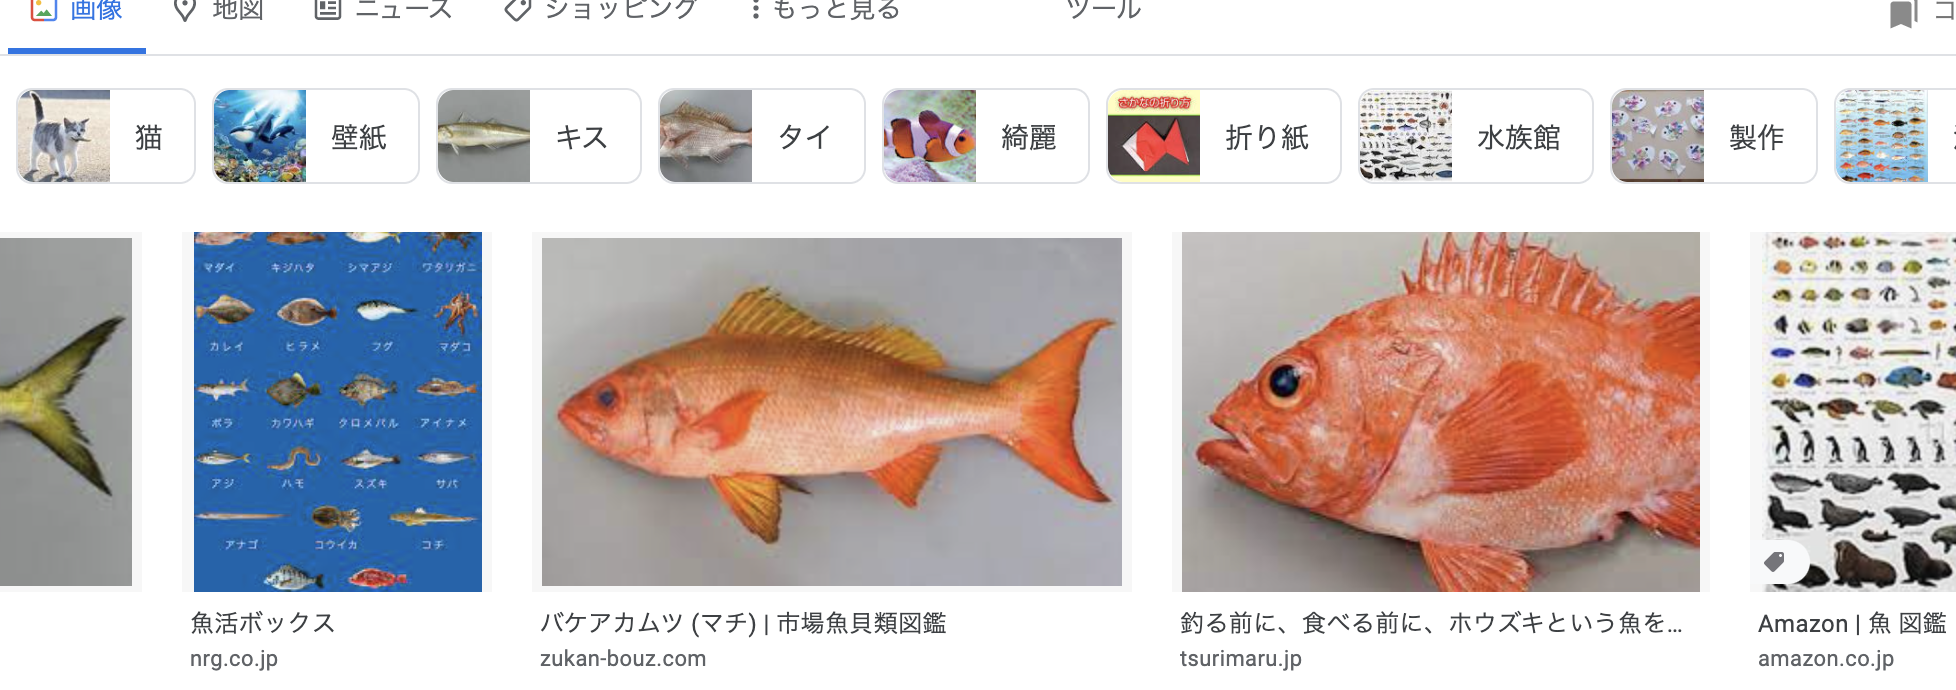 画像
地図
ニュース
ショッピング
もっと見る
ツール
猫
壁紙
キス
タイ
綺麗
さかなの折り方
折り紙
水族館
製作
マダイ
キジハタ
シマアジ
ワタリガニ
カレイ
ヒラメ
フグ
マダコ
ボラ
カワハギ
クロメバル
アイナメ
アジ
ハモ
スズキ
サバ
アナゴ
コウイカ
コチ
魚活ボックス
nrg.co.jp
バケアカムツ (マチ) | 市場魚貝類図鑑
zukan-bouz.com
釣る前に、食べる前に、ホウズキという魚を...
tsurimaru.jp
Amazon | 魚 図鑑
amazon.co.jp